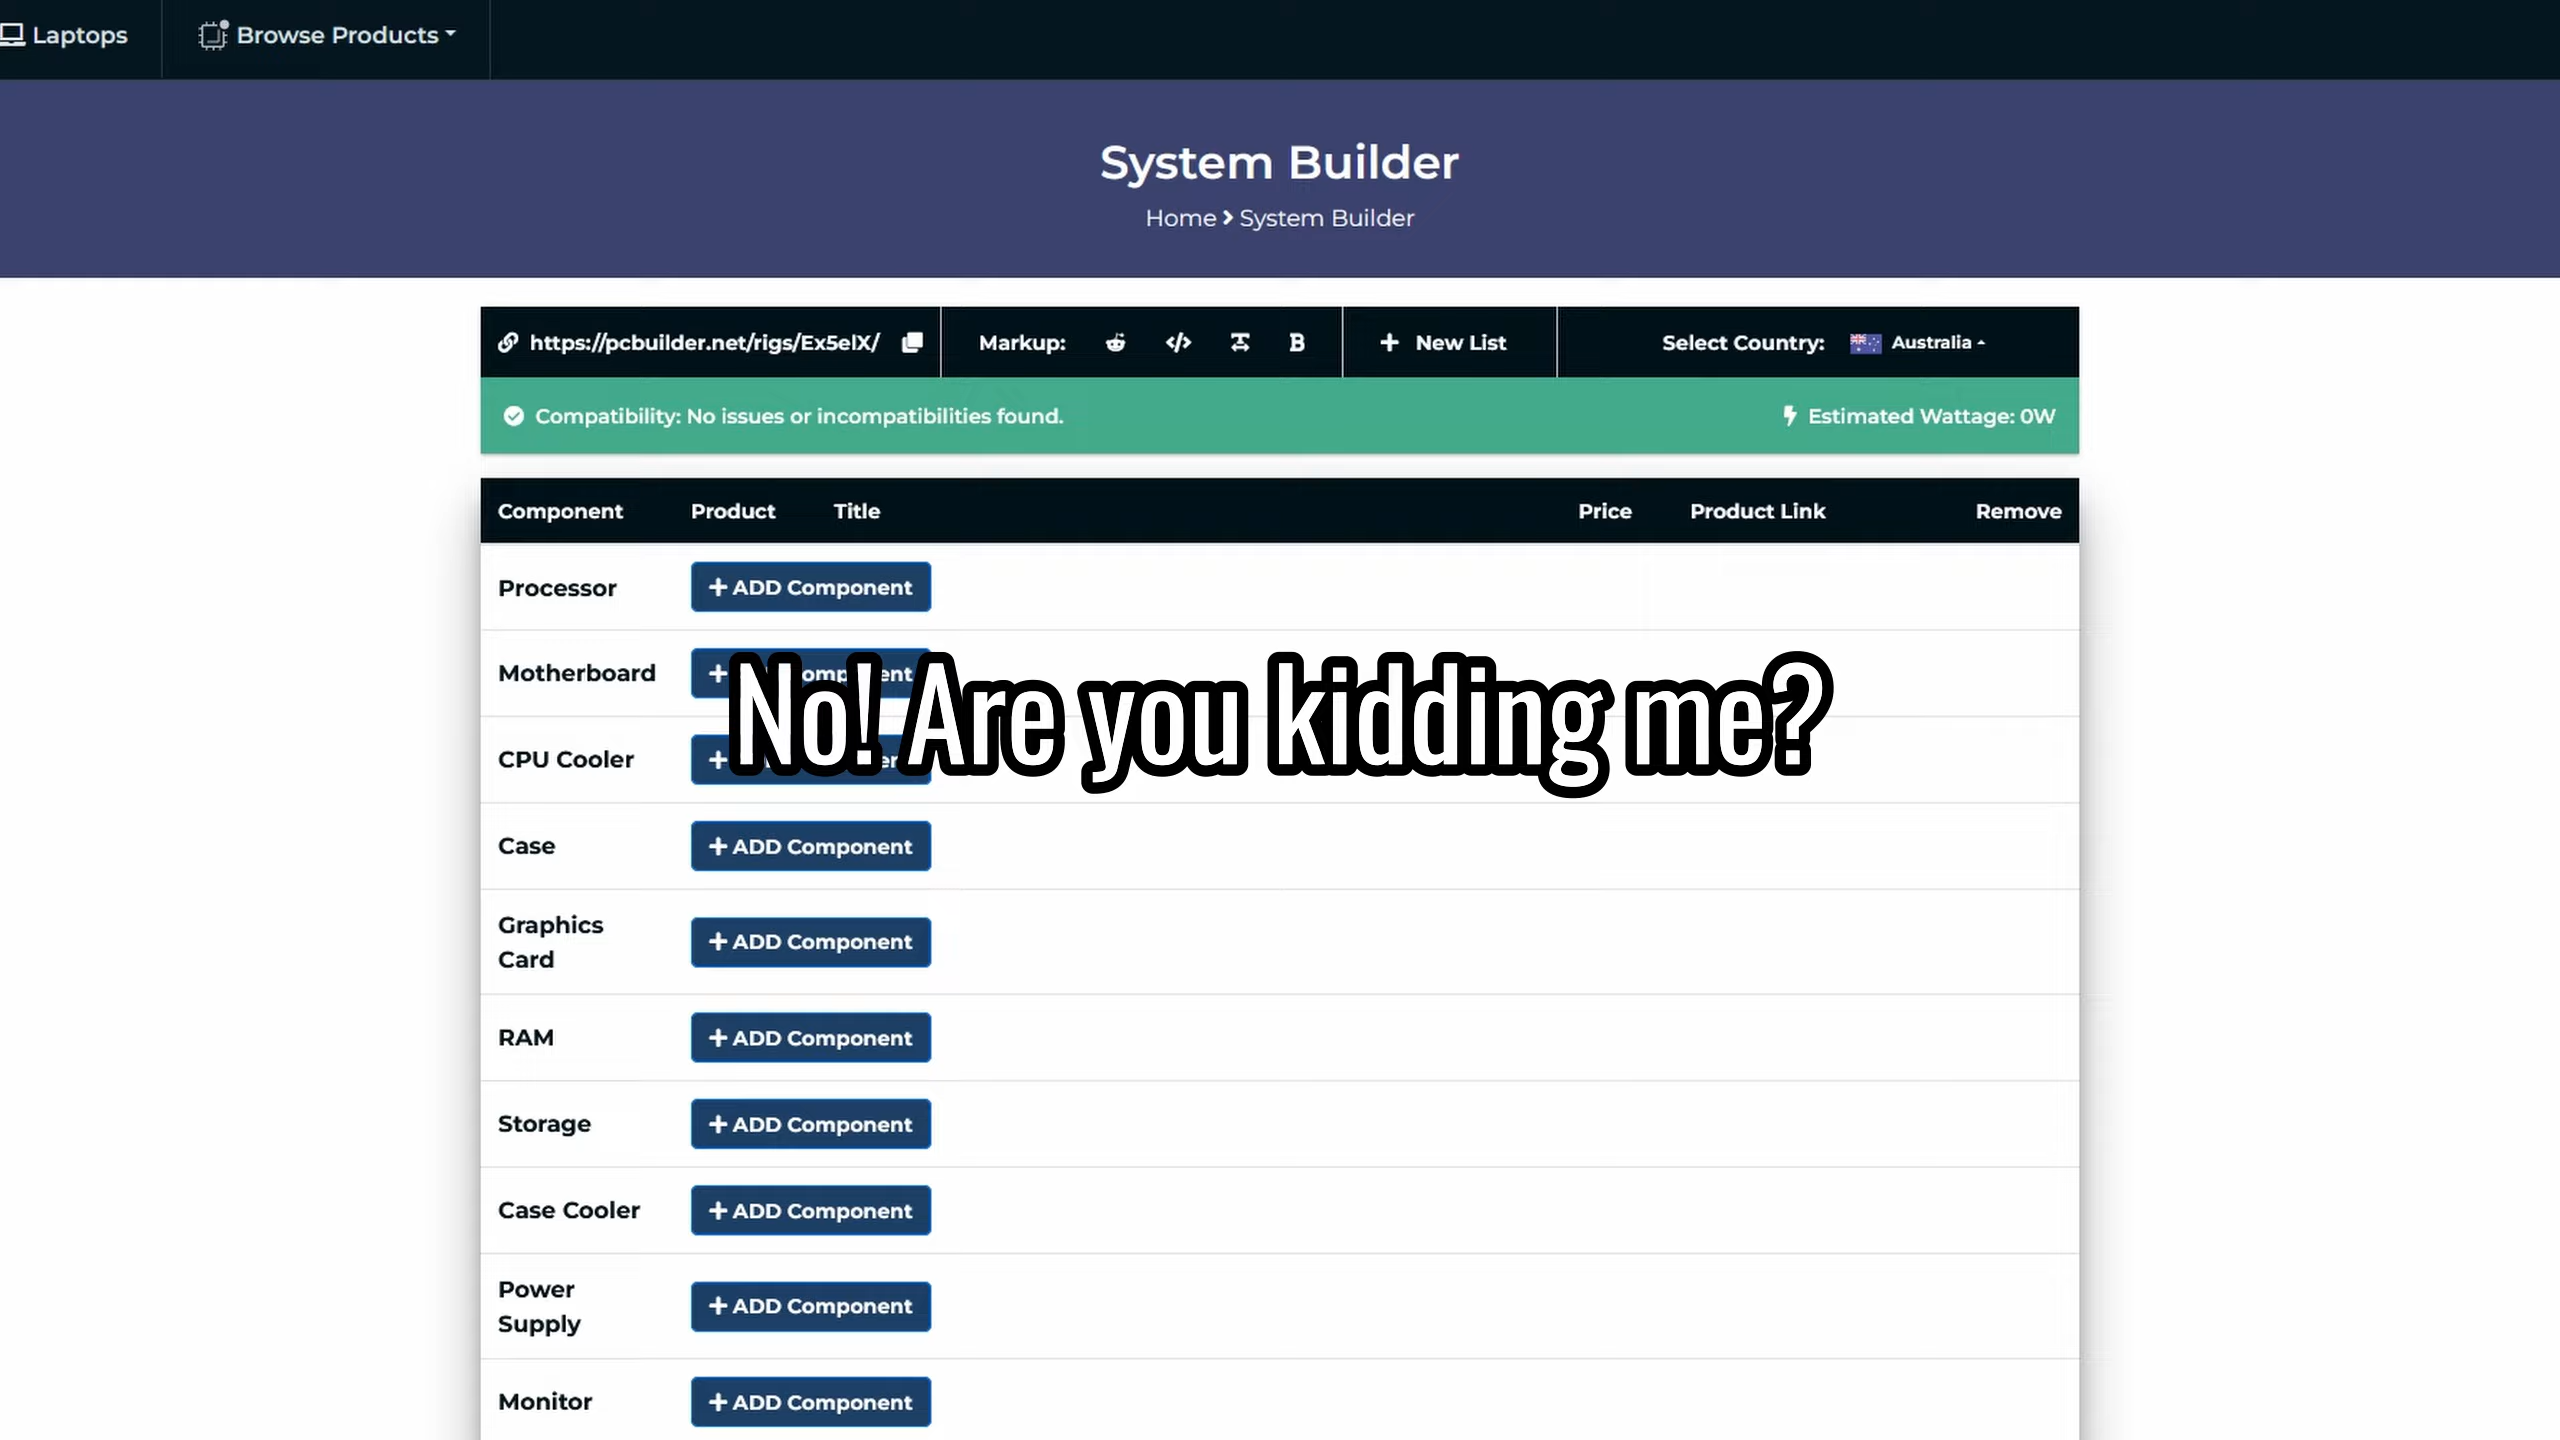 Laptops
Browse Products
System Builder
Home > System Builder
https://pcbuilder.net/rigs/Ex5elX/
Markup:
B
+ New List
Select Country:
Australia
Compatibility: No issues or incompatibilities found.
Estimated Wattage: 0W
Component Product Title Price Product Link Remove
Processor + ADD Component
Motherboard +
No! Are you kidding me?
CPU Cooler +
Case + ADD Component
Graphics
Card
+ ADD Component
RAM + ADD Component
Storage + ADD Component
Case Cooler + ADD Component
Power
Supply
+ ADD Component
Monitor + ADD Component